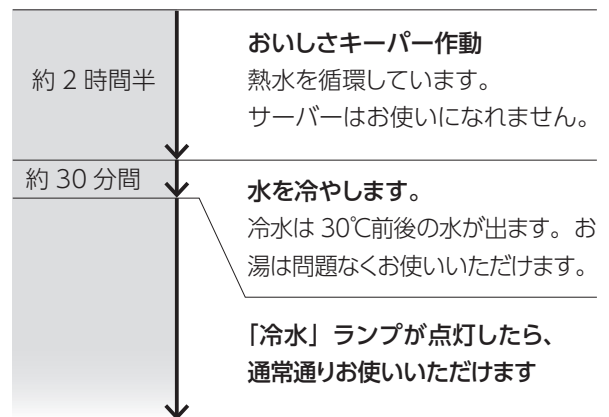 約 2 時間半
おいしさキーパー作動
熱水を循環しています。
サーバーはお使いになれません。
約 30 分間
水を冷やします。
冷水は 30℃前後の水が出ます。お
湯は問題なくお使いいただけます。
「冷水」ランプが点灯したら、
通常通りお使いいただけます